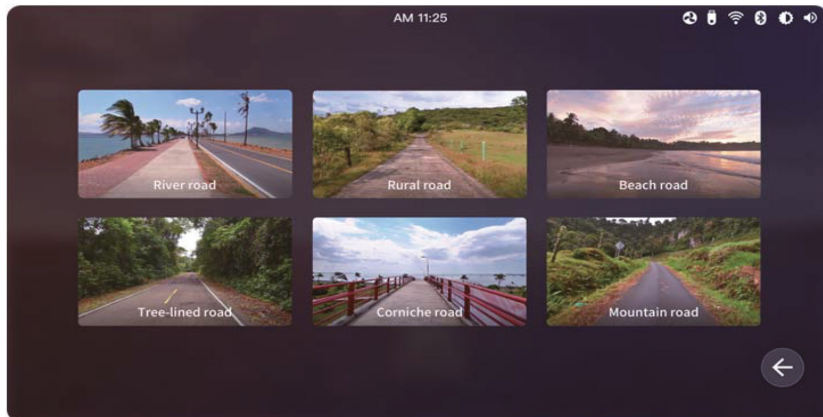 AM 11:25
River road
Rural road
Beach road
Tree-lined road
Corniche road
Mountain road